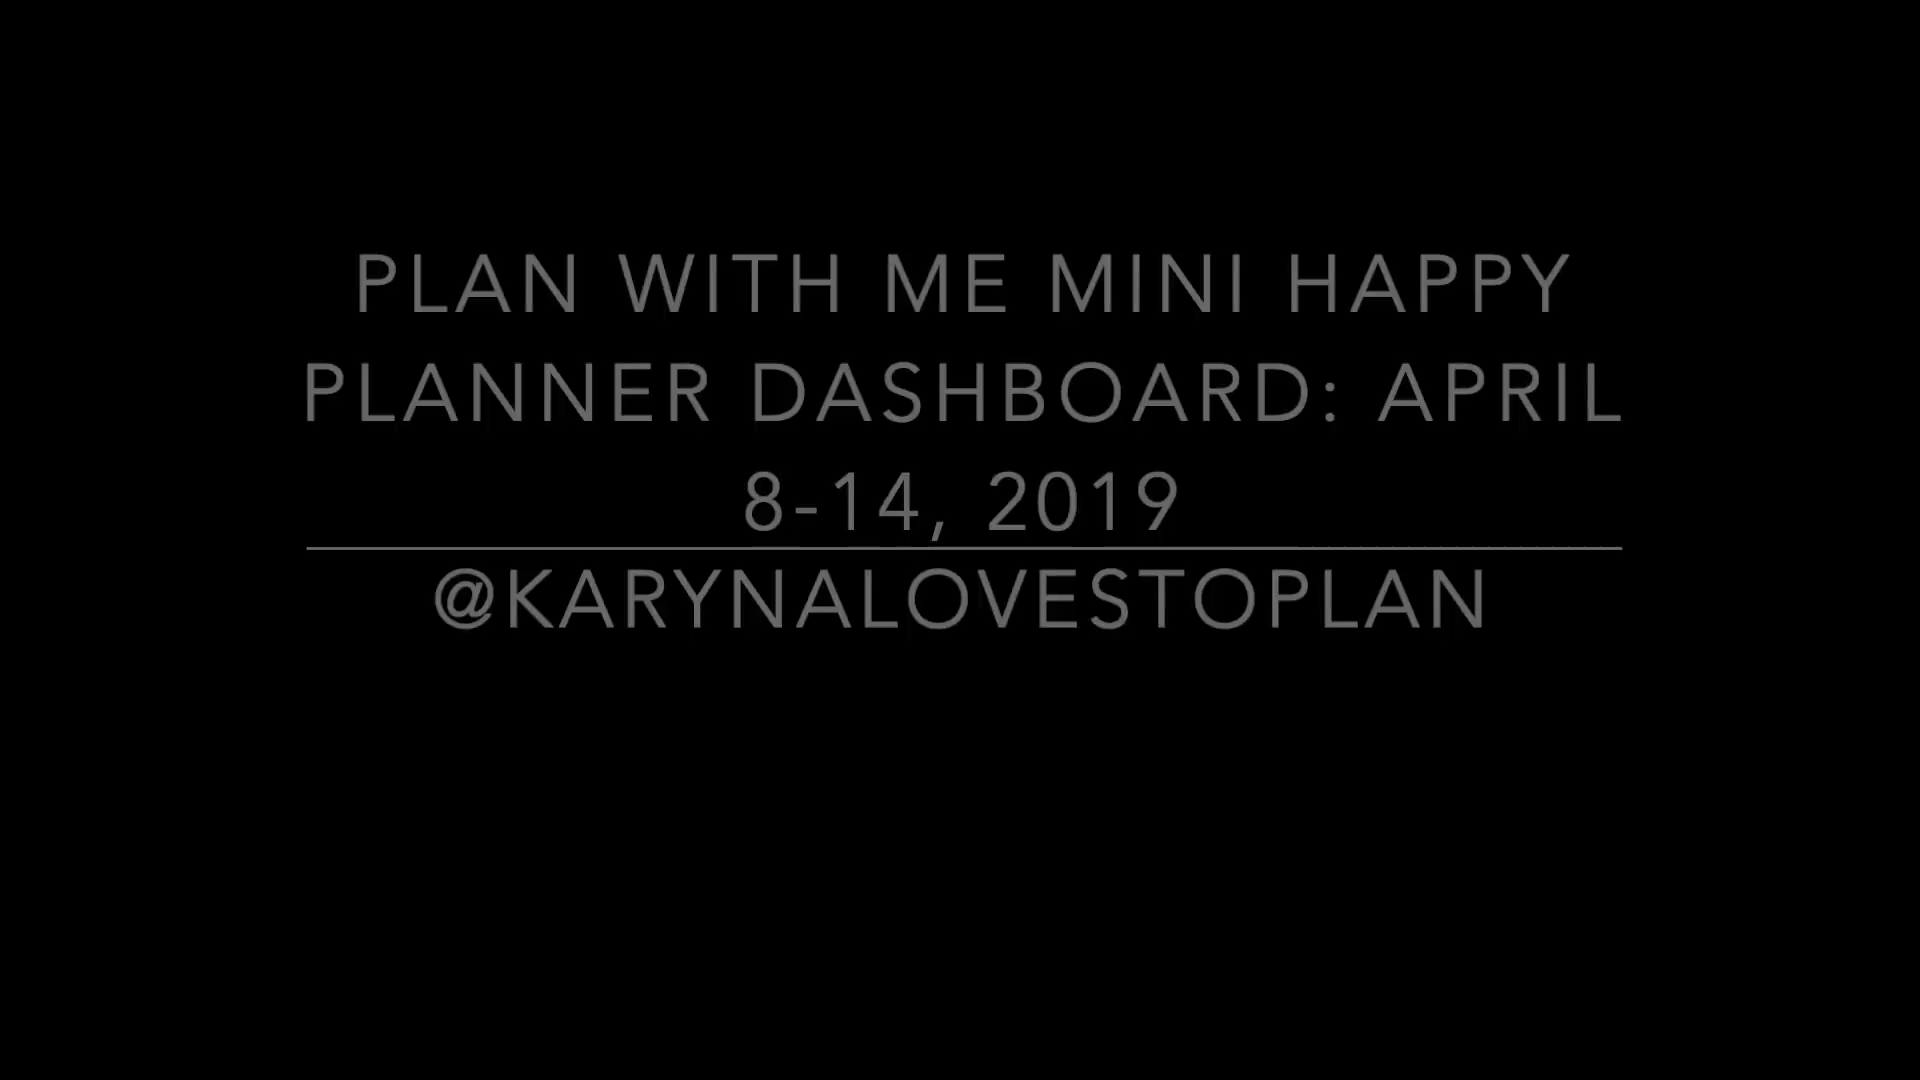 PLAN WITH ME MINI HAPPY
PLANNER DASHBOARD: APRIL
8-14, 2019
@KARYNALOVESTOPLAN